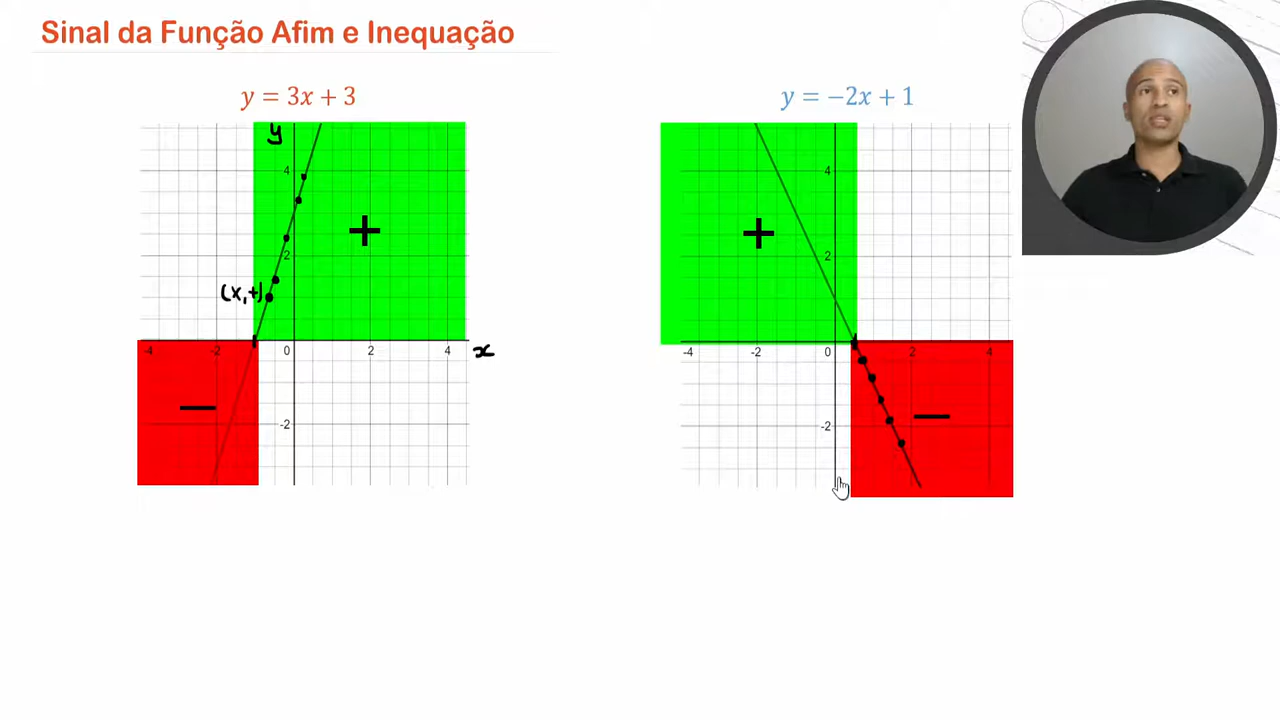 Sinal da Função Afim e Inequação
y = 3x + 3
y
4
+
2
(x,+)
-4 -2 0 2 4 x
−
-2
y = −2x + 1
4
+
2
-4 -2 0 2 4
−
-2